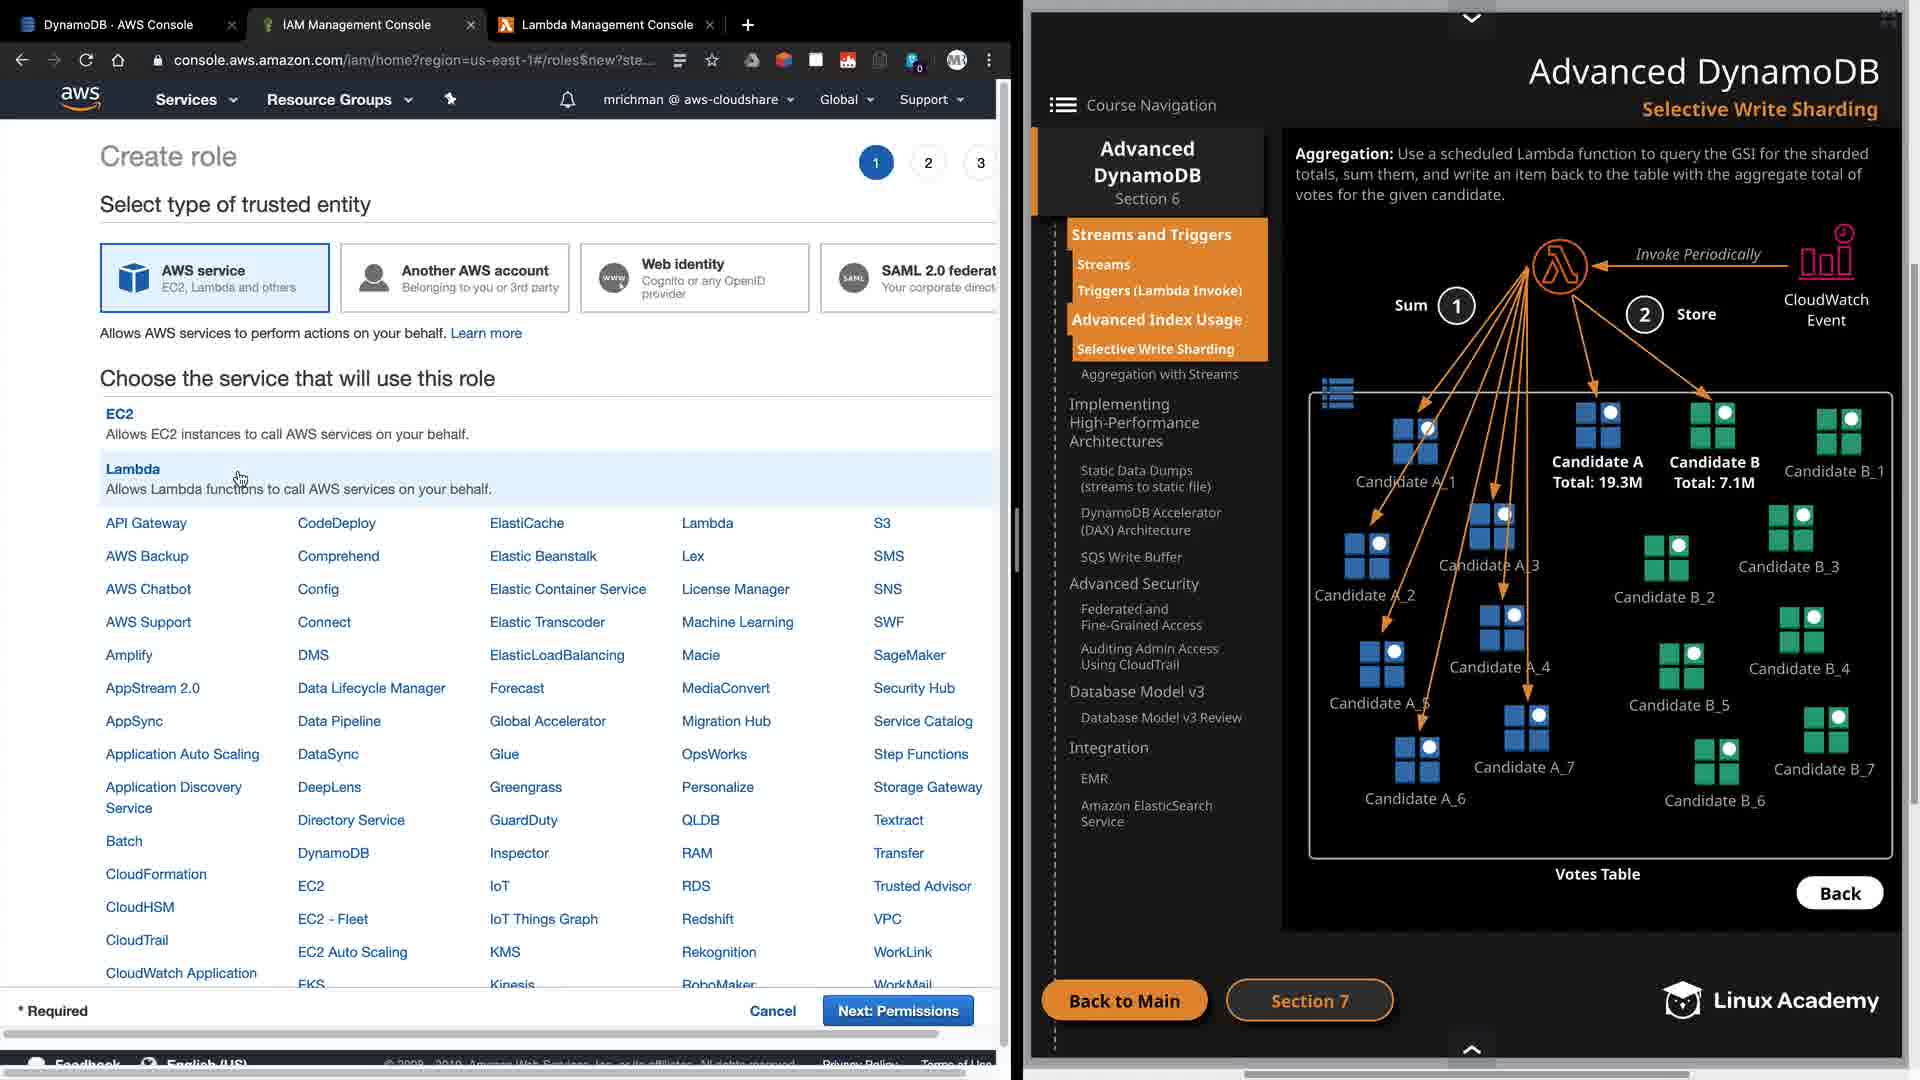 DynamoDB · AWS Console
IAM Management Console
Lambda Management Console
console.aws.amazon.com/iam/home?region=us-east-1#/roles$new?ste...
0
MR
aws
Services
Resource Groups
mrichman @ aws-cloudshare
Global
Support
Create role
1
2
3
Select type of trusted entity
AWS service
EC2, Lambda and others
Another AWS account
Belonging to you or 3rd party
www
Web identity
Cognito or any OpenID
provider
SAML
SAML 2.0 federat
Your corporate direct
Allows AWS services to perform actions on your behalf. Learn more
Choose the service that will use this role
EC2
Allows EC2 instances to call AWS services on your behalf.
Lambda
Allows Lambda functions to call AWS services on your behalf.
API Gateway CodeDeploy ElastiCache Lambda S3
AWS Backup Comprehend Elastic Beanstalk Lex SMS
AWS Chatbot Config Elastic Container Service License Manager SNS
AWS Support Connect Elastic Transcoder Machine Learning SWF
Amplify DMS ElasticLoadBalancing Macie SageMaker
AppStream 2.0 Data Lifecycle Manager Forecast MediaConvert Security Hub
AppSync Data Pipeline Global Accelerator Migration Hub Service Catalog
Application Auto Scaling DataSync Glue OpsWorks Step Functions
Application Discovery DeepLens Greengrass Personalize Storage Gateway
Service
Directory Service GuardDuty QLDB Textract
Batch DynamoDB Inspector RAM Transfer
CloudFormation EC2 IoT RDS Trusted Advisor
CloudHSM EC2 - Fleet IoT Things Graph Redshift VPC
CloudTrail EC2 Auto Scaling KMS Rekognition WorkLink
CloudWatch Application EKS Kinesis RoboMaker WorkMail
* Required
Cancel
Next: Permissions
Feedback
English (US)
Privacy Policy
Terms of Use
Advanced DynamoDB
Selective Write Sharding
Course Navigation
Advanced
DynamoDB
Section 6
Streams and Triggers
Streams
Triggers (Lambda Invoke)
Advanced Index Usage
Selective Write Sharding
Aggregation with Streams
Implementing
High-Performance
Architectures
Static Data Dumps
(streams to static file)
DynamoDB Accelerator
(DAX) Architecture
SQS Write Buffer
Advanced Security
Federated and
Fine-Grained Access
Auditing Admin Access
Using CloudTrail
Database Model v3
Database Model v3 Review
Integration
EMR
Amazon ElasticSearch
Service
Aggregation: Use a scheduled Lambda function to query the GSI for the sharded
totals, sum them, and write an item back to the table with the aggregate total of
votes for the given candidate.
Invoke Periodically
CloudWatch
Event
Sum 1
2 Store
Candidate A
Total: 19.3M
Candidate B
Total: 7.1M
Candidate B_1
Candidate A_1
Candidate A_3
Candidate B_3
Candidate A_2
Candidate B_2
Candidate A_4
Candidate B_4
Candidate A_5
Candidate B_5
Candidate A_7
Candidate B_7
Candidate A_6
Candidate B_6
Votes Table
Back
Back to Main
Section 7
Linux Academy